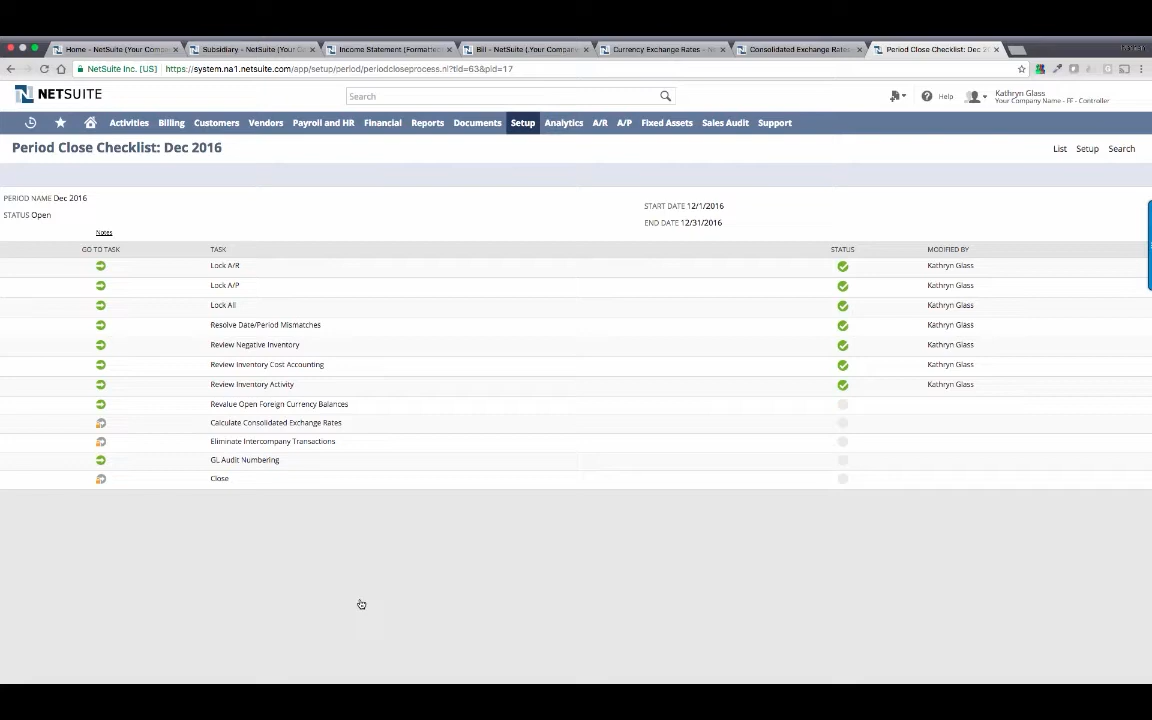 Home - NetSuite (Your Compa
Subsidiary - NetSuite (Your Co
Income Statement (Formatted
Bill - NetSuite (.Your Company
Currency Exchange Rates - N
Consolidated Exchange Rates
Period Close Checklist: Dec 2
NetSuite Inc. [US]
https://system.na1.netsuite.com/app/setup/period/periodcloseprocess.nl?tid=63&pid=17
NETSUITE
Search
Help
Kathryn Glass
Your Company Name - FF - Controller
Activities Billing Customers Vendors Payroll and HR Financial Reports Documents Setup Analytics A/R A/P Fixed Assets Sales Audit Support
Period Close Checklist: Dec 2016
List Setup Search
PERIOD NAME Dec 2016
START DATE 12/1/2016
STATUS Open
END DATE 12/31/2016
Notes
GO TO TASK TASK STATUS MODIFIED BY
Lock A/R Kathryn Glass
Lock A/P Kathryn Glass
Lock All Kathryn Glass
Resolve Date/Period Mismatches Kathryn Glass
Review Negative Inventory Kathryn Glass
Review Inventory Cost Accounting Kathryn Glass
Review Inventory Activity Kathryn Glass
Revalue Open Foreign Currency Balances
Calculate Consolidated Exchange Rates
Eliminate Intercompany Transactions
GL Audit Numbering
Close